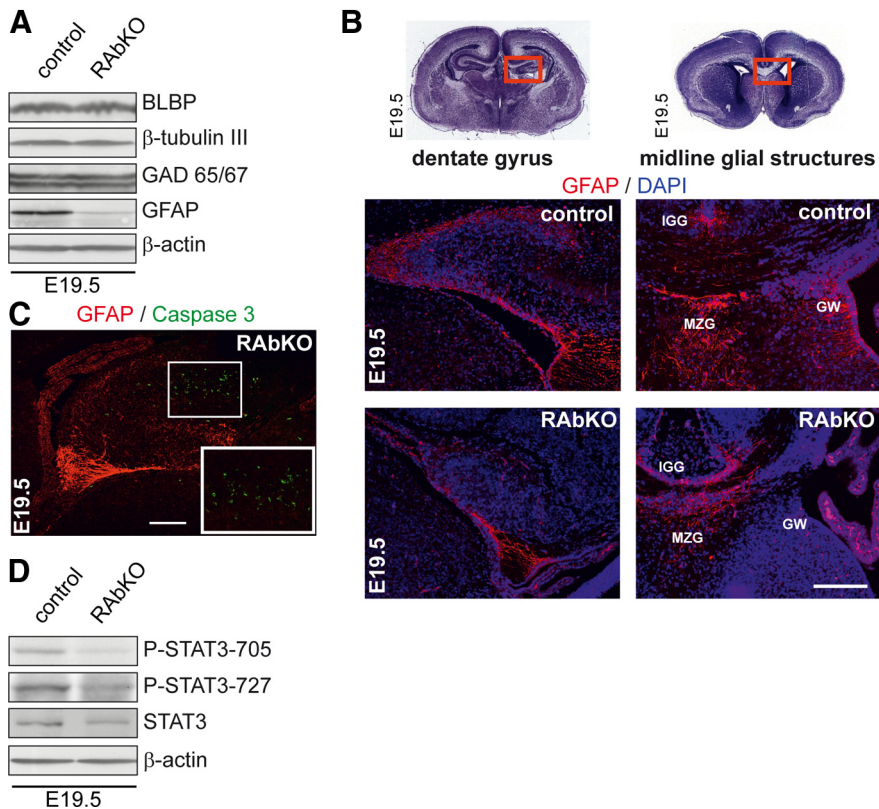 A
control
RAbKO
BLBP
β-tubulin III
GAD 65/67
GFAP
β-actin
E19.5
B
E19.5
E19.5
dentate gyrus
midline glial structures
GFAP / DAPI
control
E19.5
control
IGG
MZG
GW
RAbKO
E19.5
RAbKO
IGG
MZG
GW
C
GFAP / Caspase 3
RAbKO
E19.5
D
control
RAbKO
P-STAT3-705
P-STAT3-727
STAT3
β-actin
E19.5